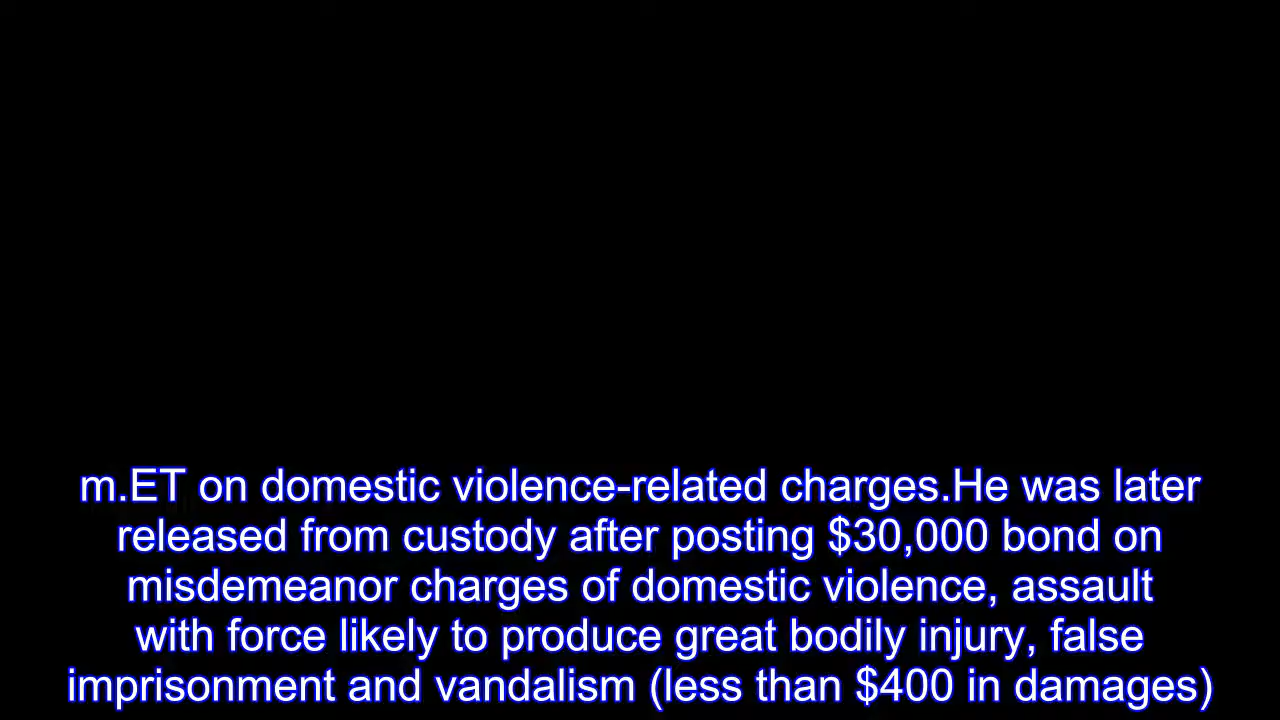 m.ET on domestic violence-related charges.He was later
released from custody after posting $30,000 bond on
misdemeanor charges of domestic violence, assault
with force likely to produce great bodily injury, false
imprisonment and vandalism (less than $400 in damages)